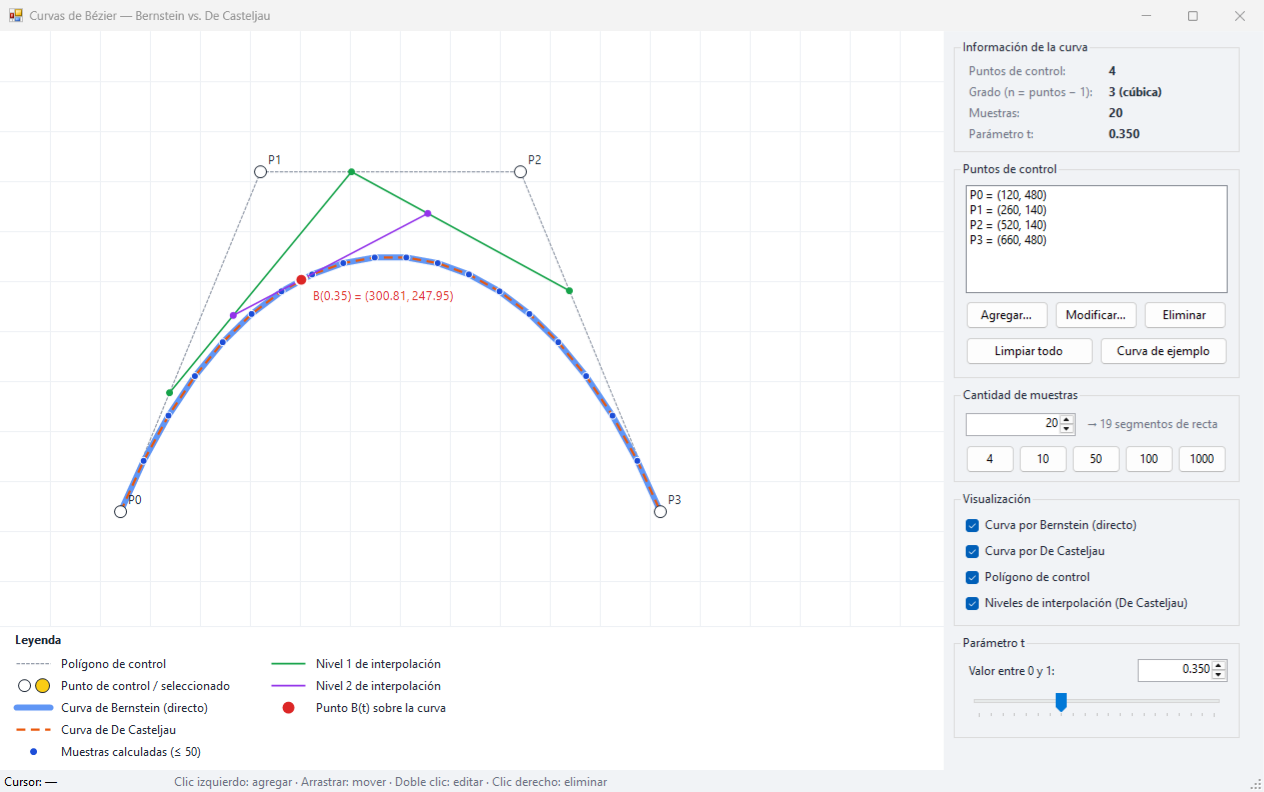 Curvas de Bézier — Bernstein vs. De Casteljau
P1
P2
B(0.35) = (300.81, 247.95)
P0
P3
Leyenda
Polígono de control
Punto de control / seleccionado
Curva de Bernstein (directo)
Curva de De Casteljau
Muestras calculadas (≤ 50)
Nivel 1 de interpolación
Nivel 2 de interpolación
Punto B(t) sobre la curva
Información de la curva
Puntos de control: 4
Grado (n = puntos − 1): 3 (cúbica)
Muestras: 20
Parámetro t: 0.350
Puntos de control
P0 = (120, 480)
P1 = (260, 140)
P2 = (520, 140)
P3 = (660, 480)
Agregar... Modificar... Eliminar
Limpiar todo Curva de ejemplo
Cantidad de muestras
20 → 19 segmentos de recta
4 10 50 100 1000
Visualización
Curva por Bernstein (directo)
Curva por De Casteljau
Polígono de control
Niveles de interpolación (De Casteljau)
Parámetro t
Valor entre 0 y 1: 0.350
Cursor: — Clic izquierdo: agregar · Arrastrar: mover · Doble clic: editar · Clic derecho: eliminar